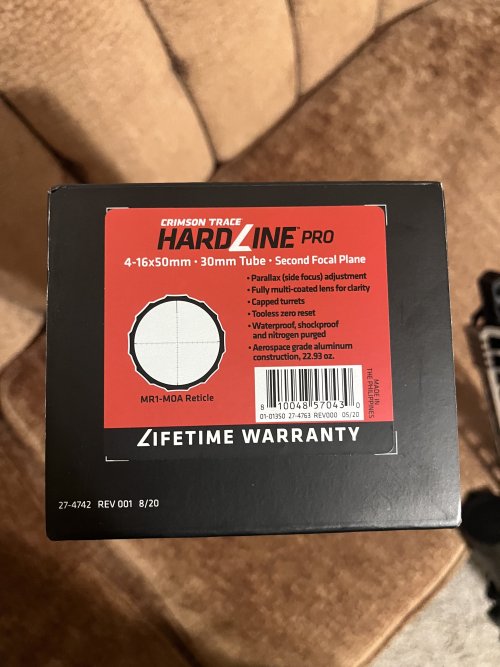 CRIMSON TRACE
HARDLINE™ PRO
4-16x50mm • 30mm Tube • Second Focal Plane
• Parallax (side focus) adjustment
• Fully multi-coated lens for clarity
• Capped turrets
• Tooless zero reset
• Waterproof, shockproof
and nitrogen purged
• Aerospace grade aluminum
construction, 22.93 oz.
MR1-MOA Reticle
8 10048 57043 0
01-01350 27-4763 REV000 05/20
MADE IN
THE PHILIPPINES
LIFETIME WARRANTY
27-4742 REV 001 8/20